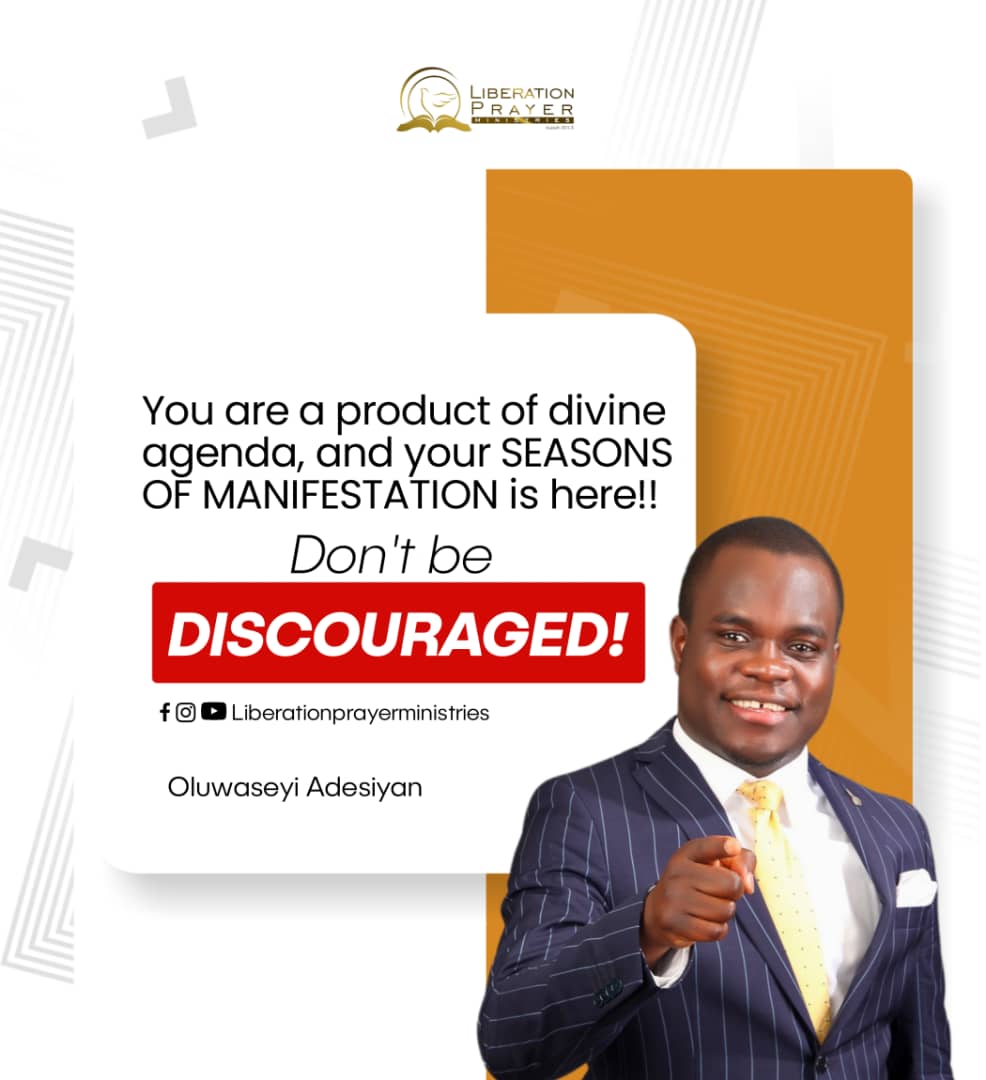 LIBERATION
PRAYER
MINISTRIES
You are a product of divine
agenda, and your SEASONS
OF MANIFESTATION is here!!
Don't be
DISCOURAGED!
Liberationprayerministries
Oluwaseyi Adesiyan